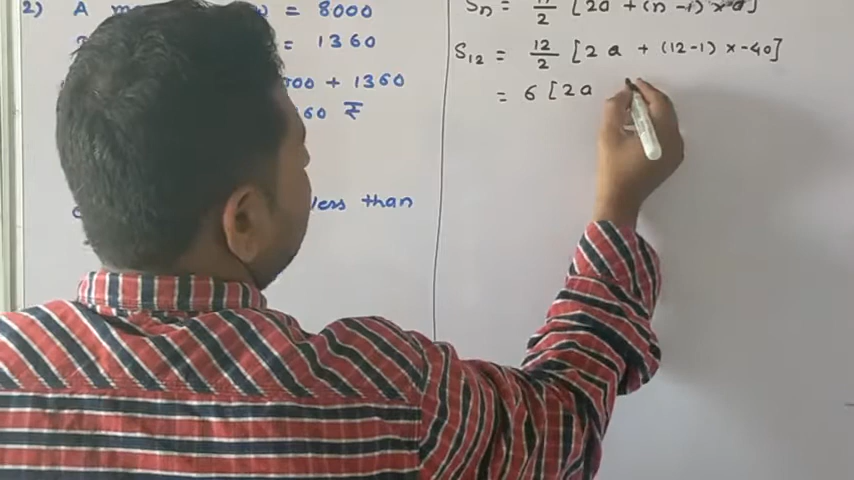 2) A = 8000
= 1360
000 + 1360
60 ₹
less than
Sn = n/2 [2a + (n-1) x d]
S12 = 12/2 [2a + (12-1) x -40]
= 6 [2a